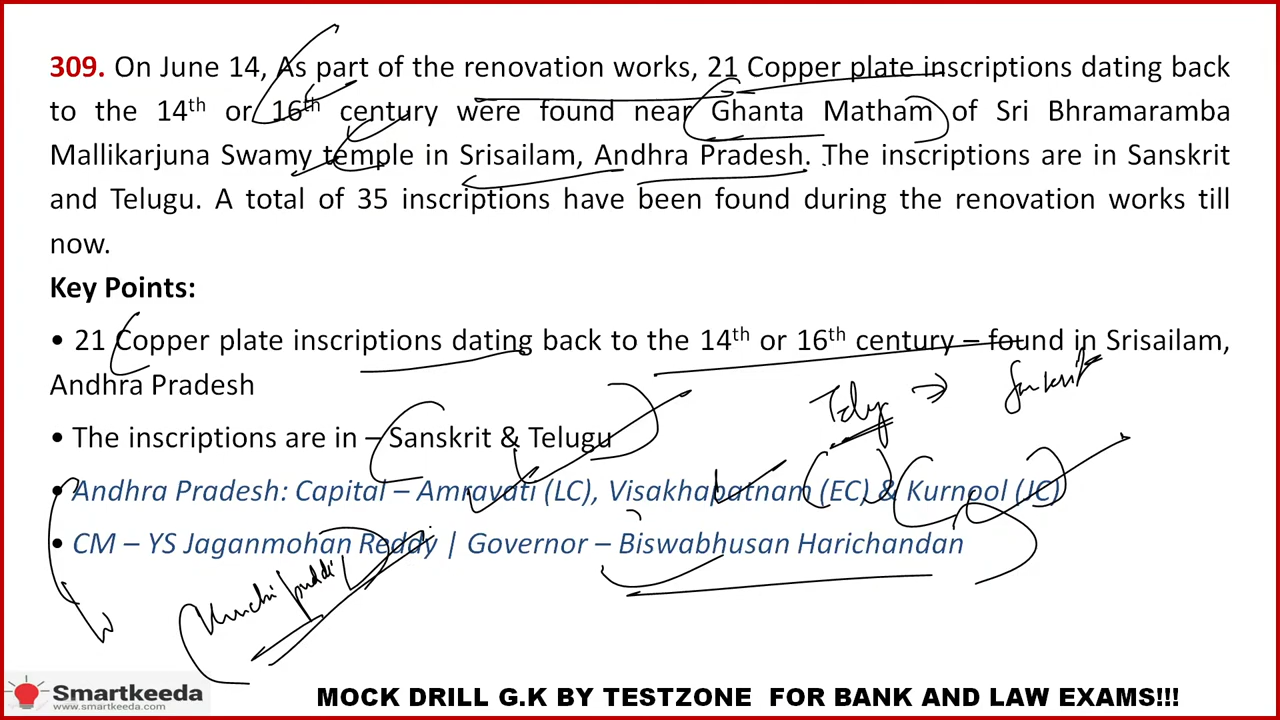 309. On June 14, As part of the renovation works, 21 Copper plate inscriptions dating back
to the 14th or 16th century were found near Ghanta Matham of Sri Bhramaramba
Mallikarjuna Swamy temple in Srisailam, Andhra Pradesh. The inscriptions are in Sanskrit
and Telugu. A total of 35 inscriptions have been found during the renovation works till
now.
Key Points:
• 21 Copper plate inscriptions dating back to the 14th or 16th century – found in Srisailam,
Andhra Pradesh
• The inscriptions are in – Sanskrit & Telugu
• Andhra Pradesh: Capital – Amravati (LC), Visakhapatnam (EC) & Kurnool (JC)
• CM – YS Jaganmohan Reddy | Governor – Biswabhusan Harichandan
Smartkeeda
www.smartkeeda.com
MOCK DRILL G.K BY TESTZONE FOR BANK AND LAW EXAMS!!!